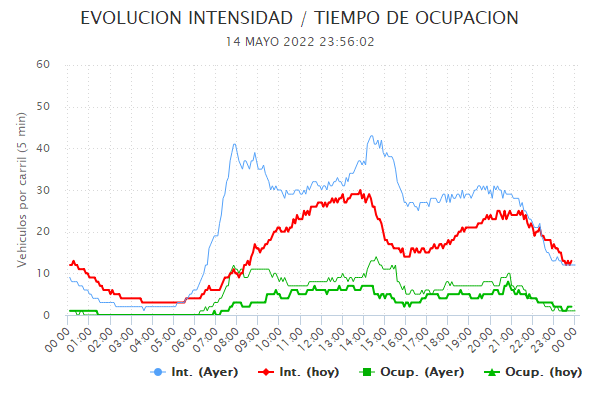 EVOLUCION INTENSIDAD / TIEMPO DE OCUPACION
14 MAYO 2022 23:56:02
Vehiculos por carril (5 min)
60
50
40
30
20
10
0
00:00 01:00 02:00 03:00 04:00 05:00 06:00 07:00 08:00 09:00 10:00 11:00 12:00 13:00 14:00 15:00 16:00 17:00 18:00 19:00 20:00 21:00 22:00 23:00 00:00
Int. (Ayer) Int. (hoy) Ocup. (Ayer) Ocup. (hoy)